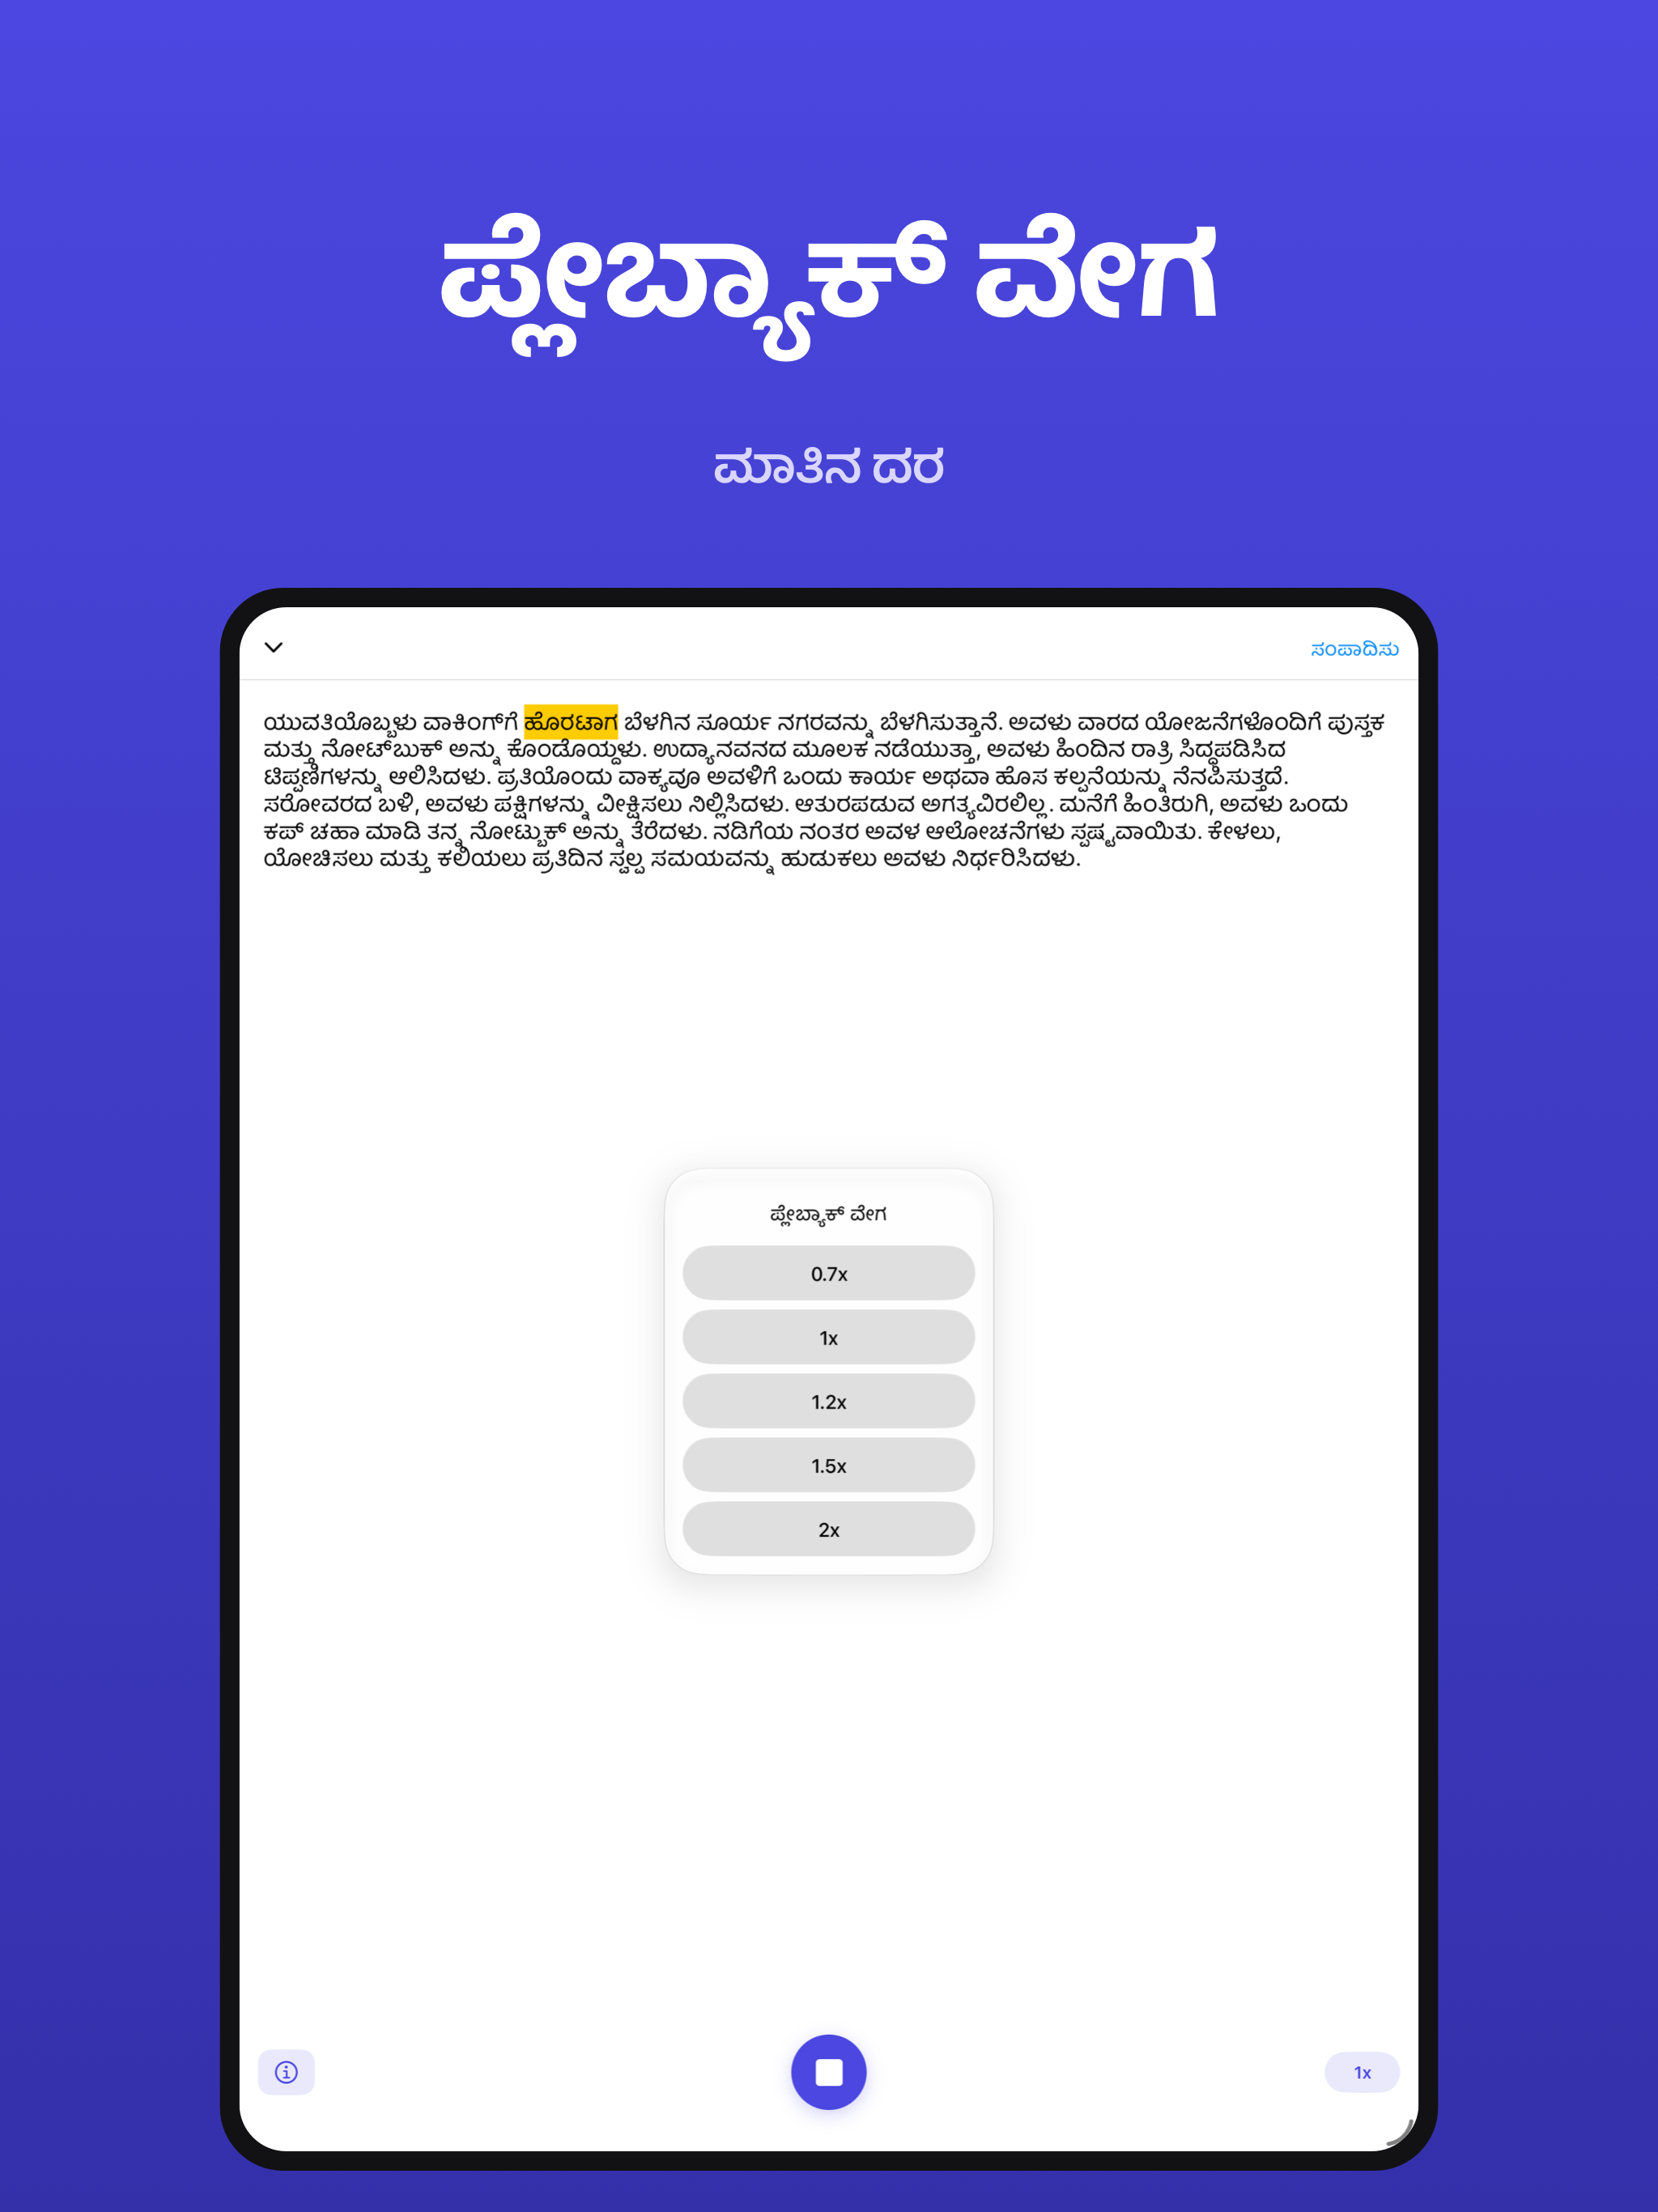 ಪ್ಲೇಬ್ಯಾಕ್ ವೇಗ
ಮಾತಿನ ದರ
ಸಂಪಾದಿಸು
ಯುವತಿಯೊಬ್ಬಳು ವಾಕಿಂಗ್‌ಗೆ ಹೊರಟಾಗ ಬೆಳಗಿನ ಸೂರ್ಯ ನಗರವನ್ನು ಬೆಳಗಿಸುತ್ತಾನೆ. ಅವಳು ವಾರದ ಯೋಜನೆಗಳೊಂದಿಗೆ ಪುಸ್ತಕ
ಮತ್ತು ನೋಟ್‌ಬುಕ್ ಅನ್ನು ಕೊಂಡೊಯ್ದಳು. ಉದ್ಯಾನವನದ ಮೂಲಕ ನಡೆಯುತ್ತಾ, ಅವಳು ಹಿಂದಿನ ರಾತ್ರಿ ಸಿದ್ಧಪಡಿಸಿದ
ಟಿಪ್ಪಣಿಗಳನ್ನು ಆಲಿಸಿದಳು. ಪ್ರತಿಯೊಂದು ವಾಕ್ಯವೂ ಅವಳಿಗೆ ಒಂದು ಕಾರ್ಯ ಅಥವಾ ಹೊಸ ಕಲ್ಪನೆಯನ್ನು ನೆನಪಿಸುತ್ತದೆ.
ಸರೋವರದ ಬಳಿ, ಅವಳು ಪಕ್ಷಿಗಳನ್ನು ವೀಕ್ಷಿಸಲು ನಿಲ್ಲಿಸಿದಳು. ಆತುರಪಡುವ ಅಗತ್ಯವಿರಲಿಲ್ಲ. ಮನೆಗೆ ಹಿಂತಿರುಗಿ, ಅವಳು ಒಂದು
ಕಪ್ ಚಹಾ ಮಾಡಿ ತನ್ನ ನೋಟ್ಬುಕ್ ಅನ್ನು ತೆರೆದಳು. ನಡಿಗೆಯ ನಂತರ ಅವಳ ಆಲೋಚನೆಗಳು ಸ್ಪಷ್ಟವಾಯಿತು. ಕೇಳಲು,
ಯೋಚಿಸಲು ಮತ್ತು ಕಲಿಯಲು ಪ್ರತಿದಿನ ಸ್ವಲ್ಪ ಸಮಯವನ್ನು ಹುಡುಕಲು ಅವಳು ನಿರ್ಧರಿಸಿದಳು.
ಪ್ಲೇಬ್ಯಾಕ್ ವೇಗ
0.7x
1x
1.2x
1.5x
2x
1x